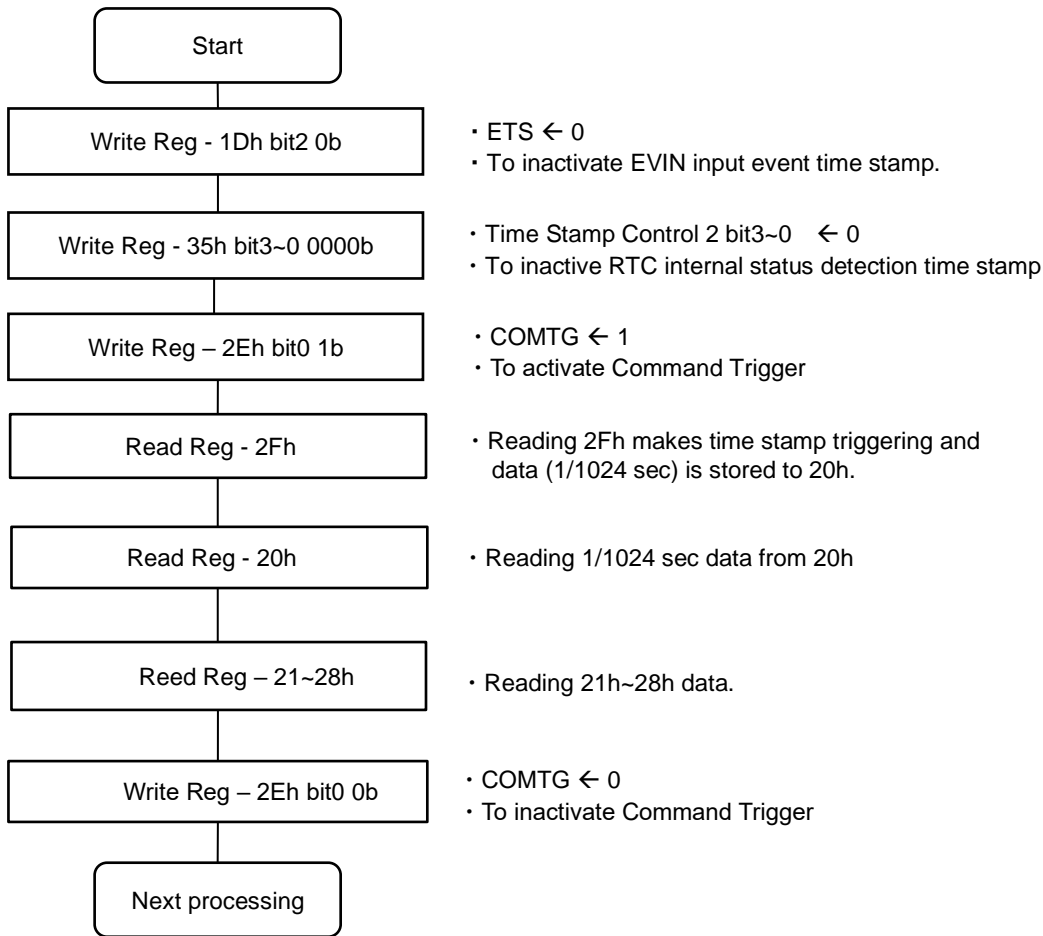 Start
Write Reg - 1Dh bit2 0b
・ETS ← 0
・To inactivate EVIN input event time stamp.
Write Reg - 35h bit3~0 0000b
・Time Stamp Control 2 bit3~0 ← 0
・To inactive RTC internal status detection time stamp
Write Reg – 2Eh bit0 1b
・COMTG ← 1
・To activate Command Trigger
Read Reg - 2Fh
・Reading 2Fh makes time stamp triggering and
data (1/1024 sec) is stored to 20h.
Read Reg - 20h
・Reading 1/1024 sec data from 20h
Reed Reg – 21~28h
・Reading 21h~28h data.
Write Reg – 2Eh bit0 0b
・COMTG ← 0
・To inactivate Command Trigger
Next processing